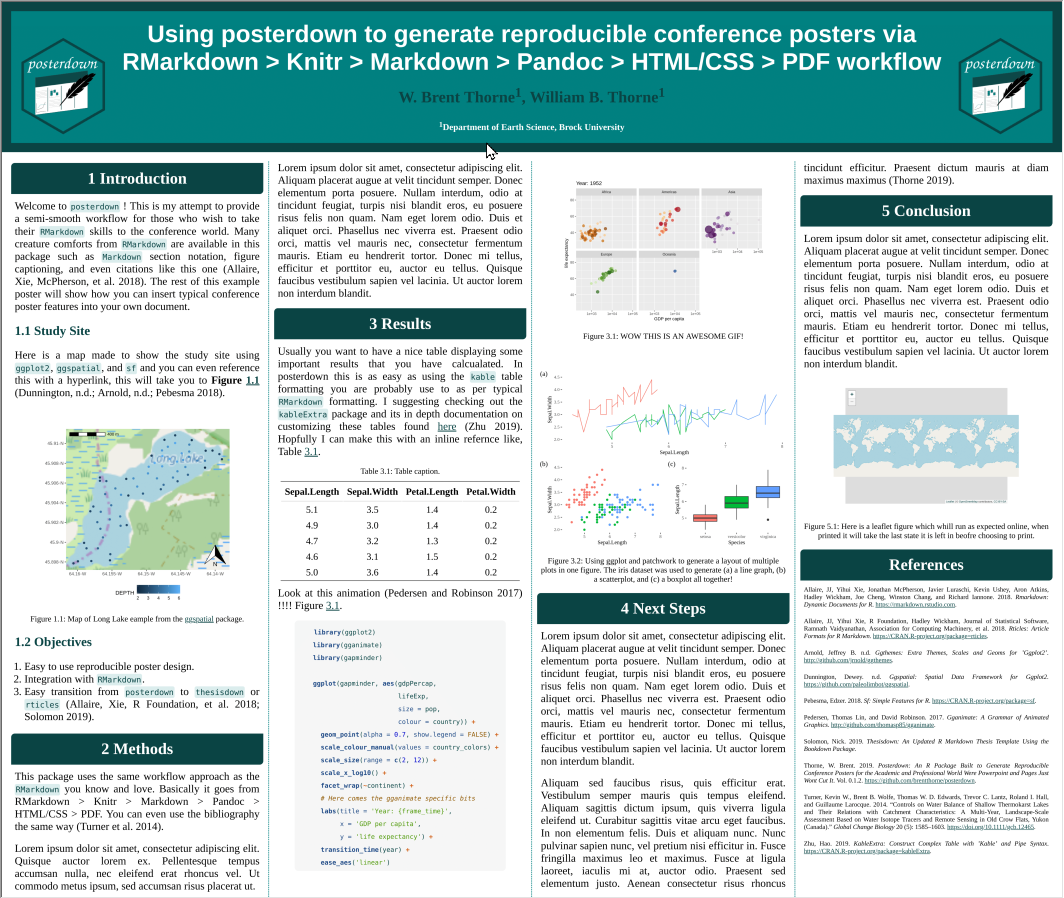 Using posterdown to generate reproducible conference posters via
RMarkdown > Knitr > Markdown > Pandoc > HTML/CSS > PDF workflow
posterdown
posterdown
W. Brent Thorne1, William B. Thorne1
1Department of Earth Science, Brock University
1 Introduction
Welcome to posterdown ! This is my attempt to provide
a semi-smooth workflow for those who wish to take
their RMarkdown skills to the conference world. Many
creature comforts from RMarkdown are available in this
package such as Markdown section notation, figure
captioning, and even citations like this one (Allaire,
Xie, McPherson, et al. 2018). The rest of this example
poster will show how you can insert typical conference
poster features into your own document.
1.1 Study Site
Here is a map made to show the study site using
ggplot2, ggspatial, and sf and you can even reference
this with a hyperlink, this will take you to Figure 1.1
(Dunnington, n.d.; Arnold, n.d.; Pebesma 2018).
Long Lake
DEPTH
2 3 4 5 6
Figure 1.1: Map of Long Lake eample from the ggspatial package.
1.2 Objectives
1. Easy to use reproducible poster design.
2. Integration with RMarkdown.
3. Easy transition from posterdown to thesisdown or
rticles (Allaire, Xie, R Foundation, et al. 2018;
Solomon 2019).
2 Methods
This package uses the same workflow approach as the
RMarkdown you know and love. Basically it goes from
RMarkdown > Knitr > Markdown > Pandoc >
HTML/CSS > PDF. You can even use the bibliography
the same way (Turner et al. 2014).
Lorem ipsum dolor sit amet, consectetur adipiscing elit.
Quisque auctor lorem ex. Pellentesque tempus
accumsan nulla, nec eleifend erat rhoncus vel. Ut
commodo metus ipsum, sed accumsan risus placerat ut.
Lorem ipsum dolor sit amet, consectetur adipiscing elit.
Aliquam placerat augue at velit tincidunt semper. Donec
elementum porta posuere. Nullam interdum, odio at
tincidunt feugiat, turpis nisi blandit eros, eu posuere
risus felis non quam. Nam eget lorem odio. Duis et
aliquet orci. Phasellus nec viverra est. Praesent odio
orci, mattis vel mauris nec, consectetur fermentum
mauris. Etiam eu hendrerit tortor. Donec mi tellus,
efficitur et porttitor eu, auctor eu tellus. Quisque
faucibus vestibulum sapien vel lacinia. Ut auctor lorem
non interdum blandit.
3 Results
Usually you want to have a nice table displaying some
important results that you have calcualated. In
posterdown this is as easy as using the kable table
formatting you are probably use to as per typical
RMarkdown formatting. I suggesting checking out the
kableExtra package and its in depth documentation on
customizing these tables found here (Zhu 2019).
Hopfully I can make this with an inline refernce like,
Table 3.1.
Table 3.1: Table caption.
Sepal.Length Sepal.Width Petal.Length Petal.Width
5.1 3.5 1.4 0.2
4.9 3.0 1.4 0.2
4.7 3.2 1.3 0.2
4.6 3.1 1.5 0.2
5.0 3.6 1.4 0.2
Look at this animation (Pedersen and Robinson 2017)
!!!! Figure 3.1.
library(ggplot2)
library(gganimate)
library(gapminder)
ggplot(gapminder, aes(gdpPercap,
lifeExp,
size = pop,
colour = country)) +
geom_point(alpha = 0.7, show.legend = FALSE) +
scale_colour_manual(values = country_colors) +
scale_size(range = c(2, 12)) +
scale_x_log10() +
facet_wrap(~continent) +
# Here comes the gganimate specific bits
labs(title = 'Year: {frame_time}',
x = 'GDP per capita',
y = 'life expectancy') +
transition_time(year) +
ease_aes('linear')
Year: 1952
Africa Americas Asia
Europe Oceania
life expectancy
GDP per capita
Figure 3.1: WOW THIS IS AN AWESOME GIF!
(a)
Sepal.Width
Sepal.Length
(b)
Sepal.Width
Sepal.Length
(c)
Sepal.Length
setosa versicolor virginica
Species
Figure 3.2: Using ggplot and patchwork to generate a layout of multiple
plots in one figure. The iris dataset was used to generate (a) a line graph, (b)
a scatterplot, and (c) a boxplot all together!
4 Next Steps
Lorem ipsum dolor sit amet, consectetur adipiscing elit.
Aliquam placerat augue at velit tincidunt semper. Donec
elementum porta posuere. Nullam interdum, odio at
tincidunt feugiat, turpis nisi blandit eros, eu posuere
risus felis non quam. Nam eget lorem odio. Duis et
aliquet orci. Phasellus nec viverra est. Praesent odio
orci, mattis vel mauris nec, consectetur fermentum
mauris. Etiam eu hendrerit tortor. Donec mi tellus,
efficitur et porttitor eu, auctor eu tellus. Quisque
faucibus vestibulum sapien vel lacinia. Ut auctor lorem
non interdum blandit.
Aliquam sed faucibus risus, quis efficitur erat.
Vestibulum semper mauris quis tempus eleifend.
Aliquam sagittis dictum ipsum, quis viverra ligula
eleifend ut. Curabitur sagittis vitae arcu eget faucibus.
In non elementum felis. Duis et aliquam nunc. Nunc
pulvinar sapien nunc, vel pretium nisi efficitur in. Fusce
fringilla maximus leo et maximus. Fusce at ligula
laoreet, iaculis mi at, auctor odio. Praesent sed
elementum justo. Aenean consectetur risus rhoncus
tincidunt efficitur. Praesent dictum mauris at diam
maximus maximus (Thorne 2019).
5 Conclusion
Lorem ipsum dolor sit amet, consectetur adipiscing elit.
Aliquam placerat augue at velit tincidunt semper. Donec
elementum porta posuere. Nullam interdum, odio at
tincidunt feugiat, turpis nisi blandit eros, eu posuere
risus felis non quam. Nam eget lorem odio. Duis et
aliquet orci. Phasellus nec viverra est. Praesent odio
orci, mattis vel mauris nec, consectetur fermentum
mauris. Etiam eu hendrerit tortor. Donec mi tellus,
efficitur et porttitor eu, auctor eu tellus. Quisque
faucibus vestibulum sapien vel lacinia. Ut auctor lorem
non interdum blandit.
Figure 5.1: Here is a leaflet figure which whill run as expected online, when
printed it will take the last state it is left in beofre choosing to print.
References
Allaire, JJ, Yihui Xie, Jonathan McPherson, Javier Luraschi, Kevin Ushey, Aron Atkins,
Hadley Wickham, Joe Cheng, Winston Chang, and Richard Iannone. 2018. Rmarkdown:
Dynamic Documents for R. https://rmarkdown.rstudio.com.
Allaire, JJ, Yihui Xie, R Foundation, Hadley Wickham, Journal of Statistical Software,
Ramnath Vaidyanathan, Association for Computing Machinery, et al. 2018. Rticles: Article
Formats for R Markdown. https://CRAN.R-project.org/package=rticles.
Arnold, Jeffrey B. n.d. Ggthemes: Extra Themes, Scales and Geoms for 'Ggplot2'.
http://github.com/jrnold/ggthemes.
Dunnington, Dewey. n.d. Ggspatial: Spatial Data Framework for Ggplot2.
https://github.com/paleolimbot/ggspatial.
Pebesma, Edzer. 2018. Sf: Simple Features for R. https://CRAN.R-project.org/package=sf.
Pedersen, Thomas Lin, and David Robinson. 2017. Gganimate: A Grammar of Animated
Graphics. http://github.com/thomasp85/gganimate.
Solomon, Nick. 2019. Thesisdown: An Updated R Markdown Thesis Template Using the
Bookdown Package.
Thorne, W. Brent. 2019. Posterdown: An R Package Built to Generate Reproducible
Conference Posters for the Academic and Professional World Were Powerpoint and Pages Just
Wont Cut It. Vol. 0.1.2. https://github.com/brentthorne/posterdown.
Turner, Kevin W., Brent B. Wolfe, Thomas W. D. Edwards, Trevor C. Lantz, Roland I. Hall,
and Guillaume Larocque. 2014. "Controls on Water Balance of Shallow Thermokarst Lakes
and Their Relations with Catchment Characteristics: A Multi-Year, Landscape-Scale
Assessment Based on Water Isotope Tracers and Remote Sensing in Old Crow Flats, Yukon
(Canada)." Global Change Biology 20 (5): 1585–1603. https://doi.org/10.1111/gcb.12465.
Zhu, Hao. 2019. KableExtra: Construct Complex Table with 'Kable' and Pipe Syntax.
https://CRAN.R-project.org/package=kableExtra.